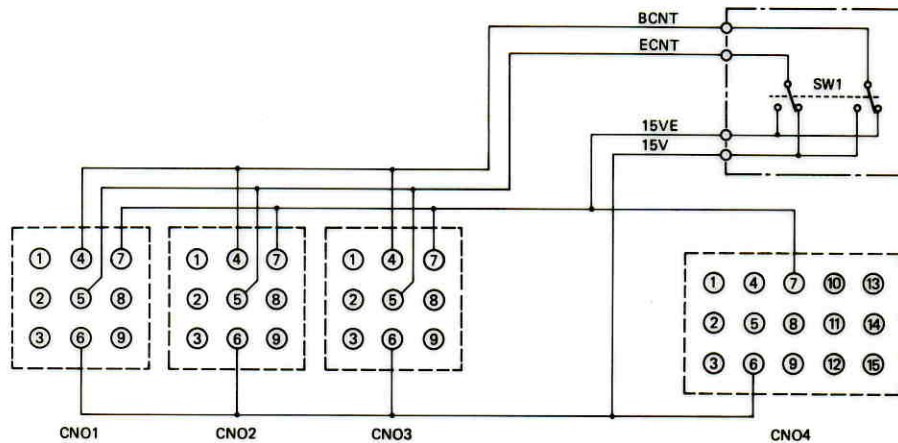 BCNT
ECNT
SW1
15VE
15V
1 4 7
2 5 8
3 6 9
1 4 7
2 5 8
3 6 9
1 4 7
2 5 8
3 6 9
1 4 7 10 13
2 5 8 11 14
3 6 9 12 15
CNO1 CNO2 CNO3 CNO4